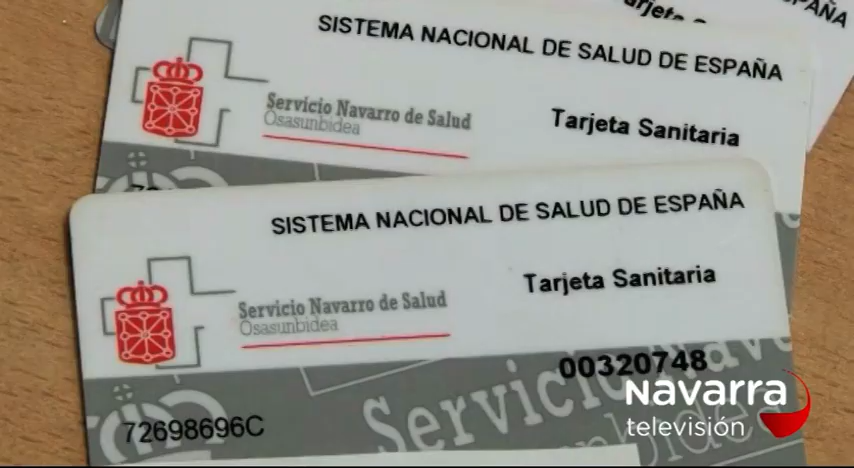 SISTEMA NACIONAL DE SALUD DE ESPAÑA
Servicio Navarro de Salud
Osasunbidea
Tarjeta Sanitaria
SISTEMA NACIONAL DE SALUD DE ESPAÑA
Servicio Navarro de Salud
Osasunbidea
Tarjeta Sanitaria
00320748
72698696C
Servicio
Navarra
televisión